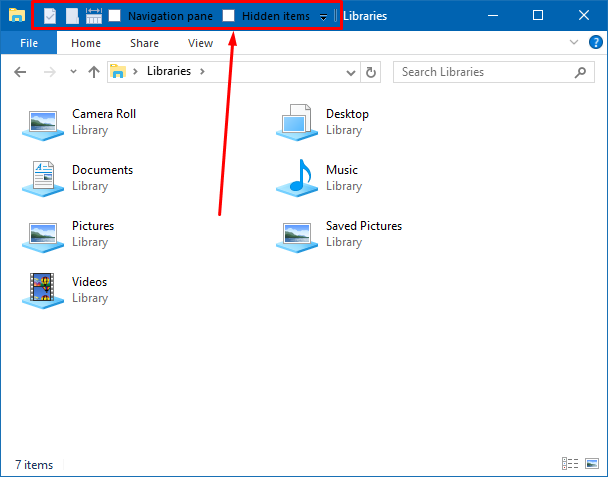 Navigation pane Hidden items Libraries
File Home Share View
Libraries Search Libraries
Camera Roll
Library
Desktop
Library
Documents
Library
Music
Library
Pictures
Library
Saved Pictures
Library
Videos
Library
7 items